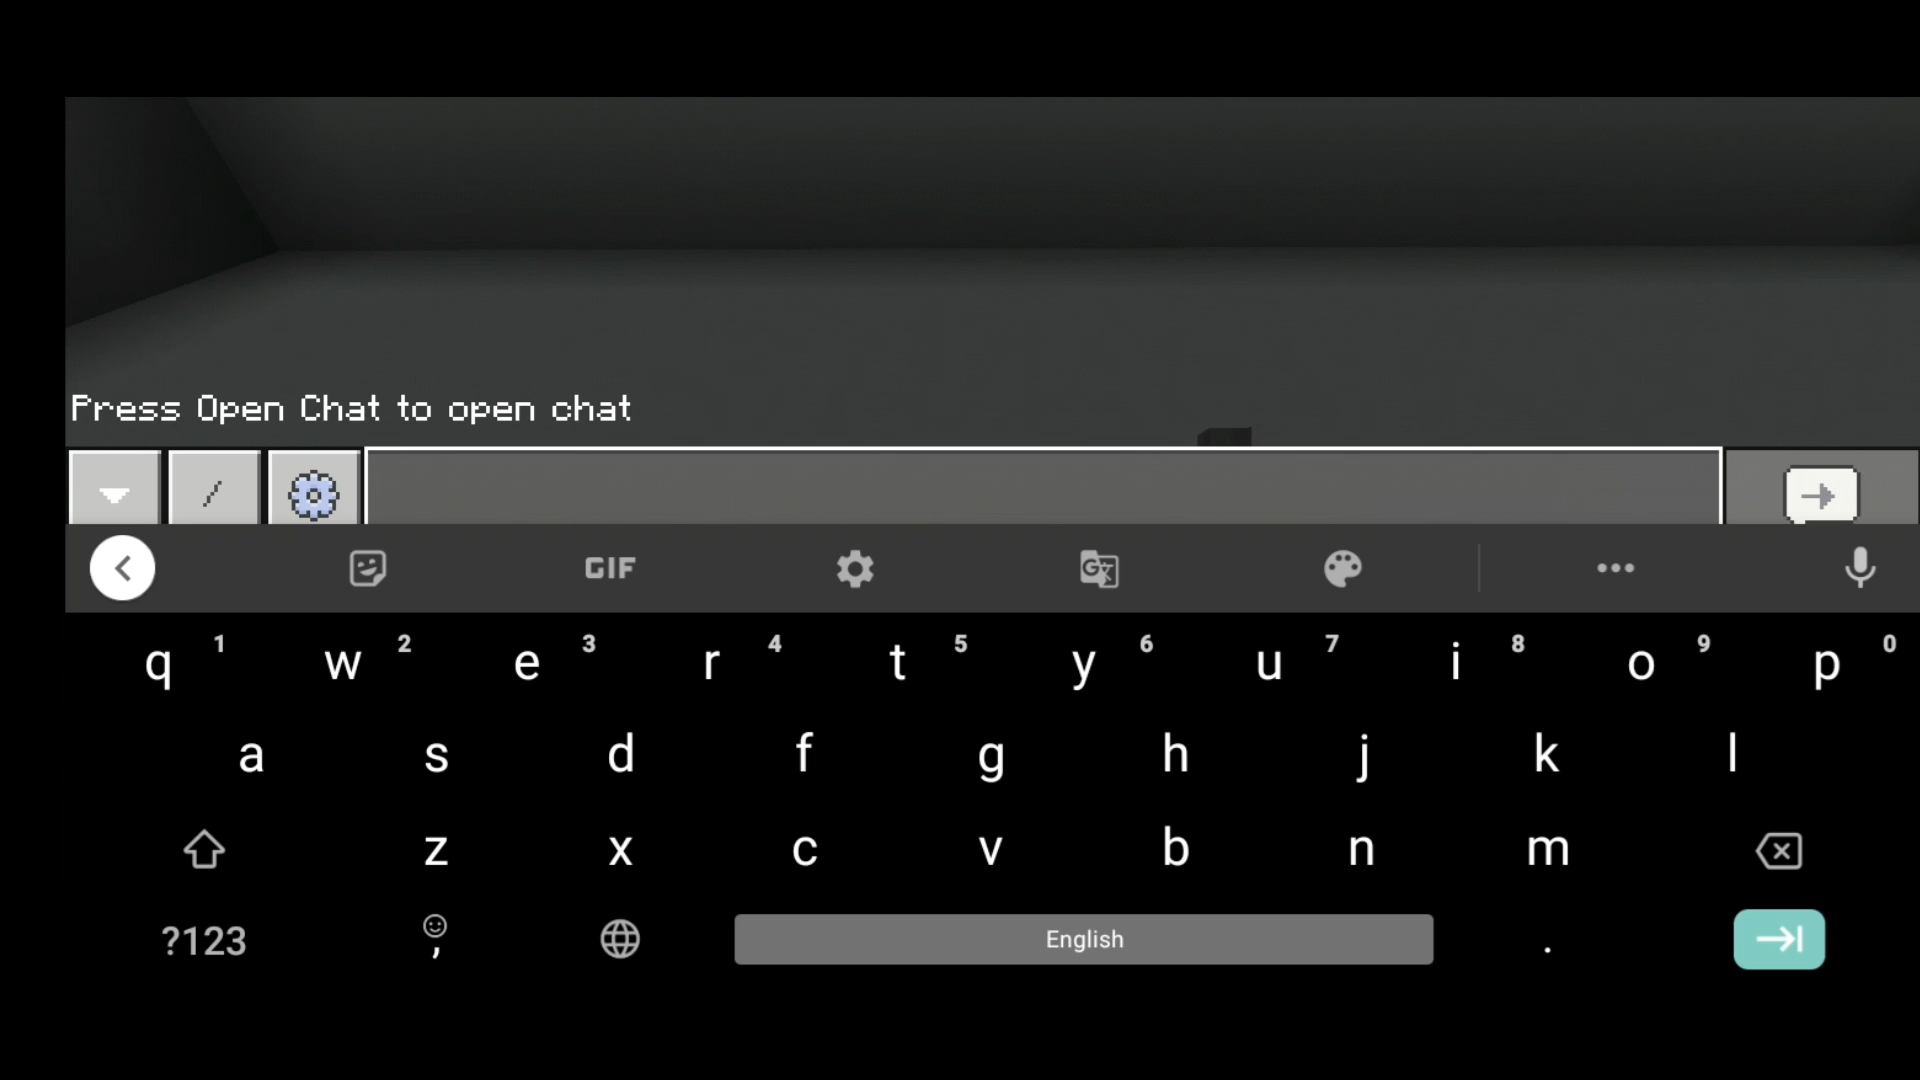 Press Open Chat to open chat
/
GIF
q 1 w 2 e 3 r 4 t 5 y 6 u 7 i 8 o 9 p 0
a s d f g h j k l
z x c v b n m
?123 , English .